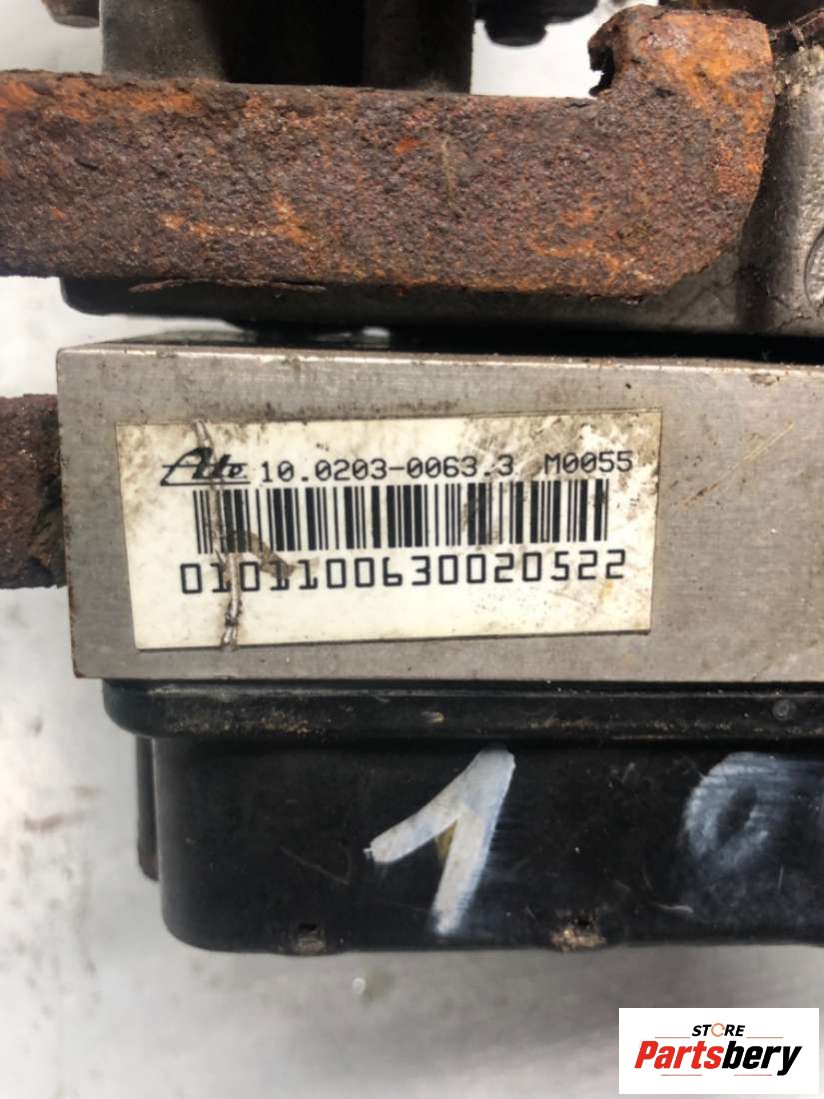 Ate 10.0203-0063.3 M0055
0101100630020522
1
STORE
Partsbery